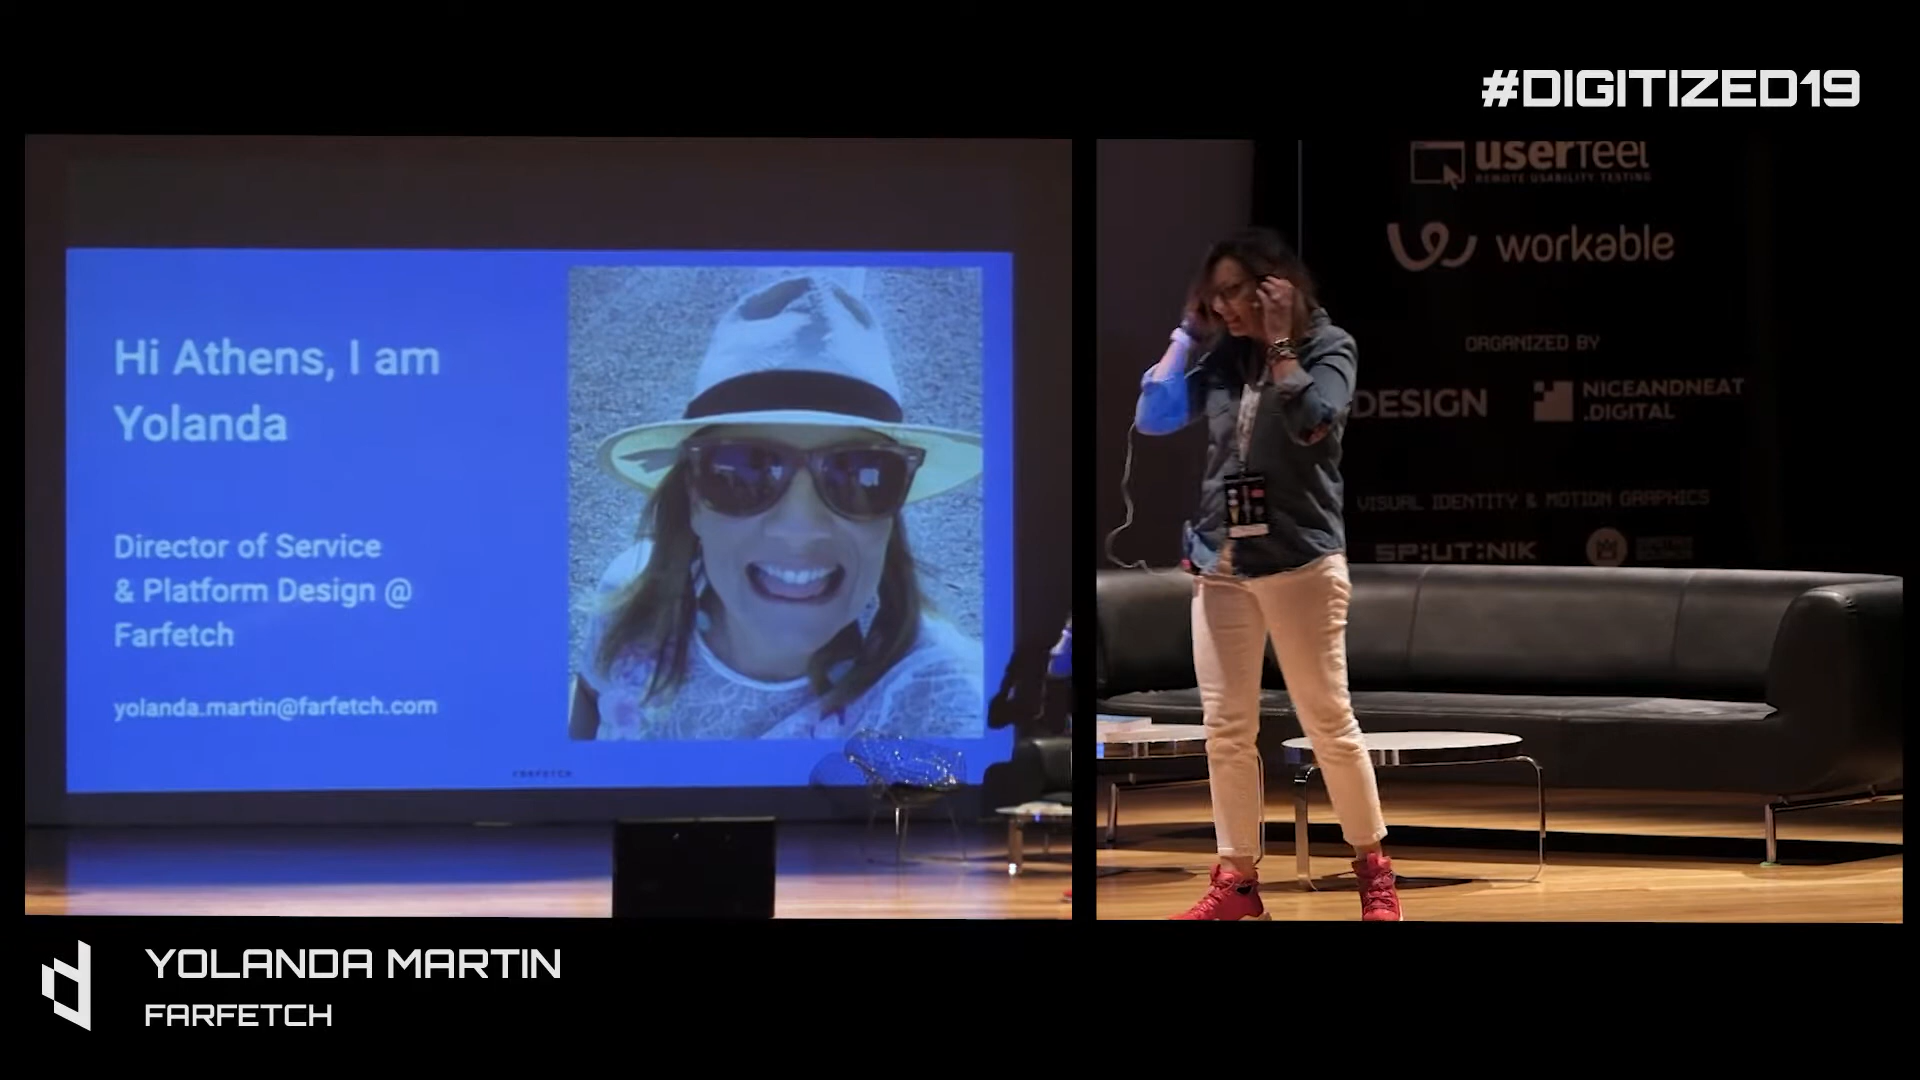 #DIGITIZED19
Hi Athens, I am
Yolanda
Director of Service
& Platform Design @
Farfetch
yolanda.martin@farfetch.com
FARFETCH
userfeel
REMOTE USABILITY TESTING
workable
ORGANIZED BY
DESIGN
NICEANDNEAT
.DIGITAL
VISUAL IDENTITY & MOTION GRAPHICS
SP:UT:NIK
YOLANDA MARTIN
FARFETCH